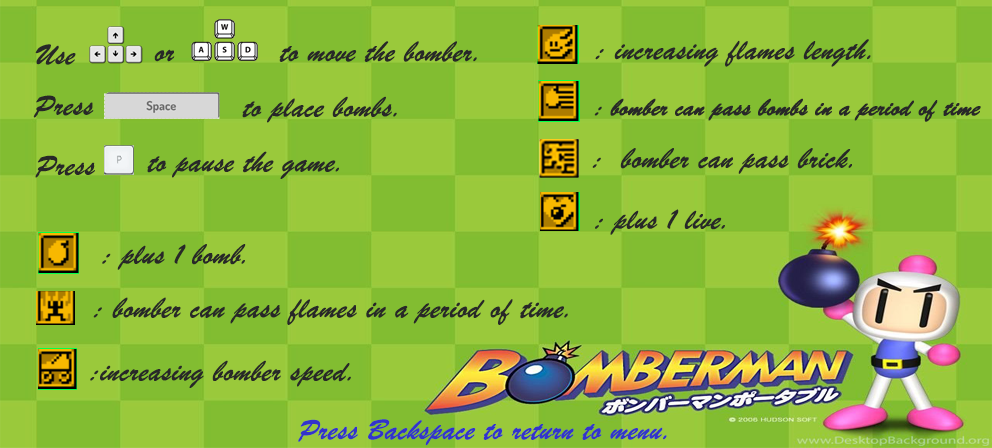 Use ↑ ← ↓ → or W A S D to move the bomber.
Press Space to place bombs.
Press P to pause the game.
: plus 1 bomb.
: bomber can pass flames in a period of time.
:increasing bomber speed.
: increasing flames length.
: bomber can pass bombs in a period of time
: bomber can pass brick.
: plus 1 live.
BOMBERMAN
ボンバーマンポータブル
© 2006 HUDSON SOFT
Press Backspace to return to menu.
www.DesktopBackground.org